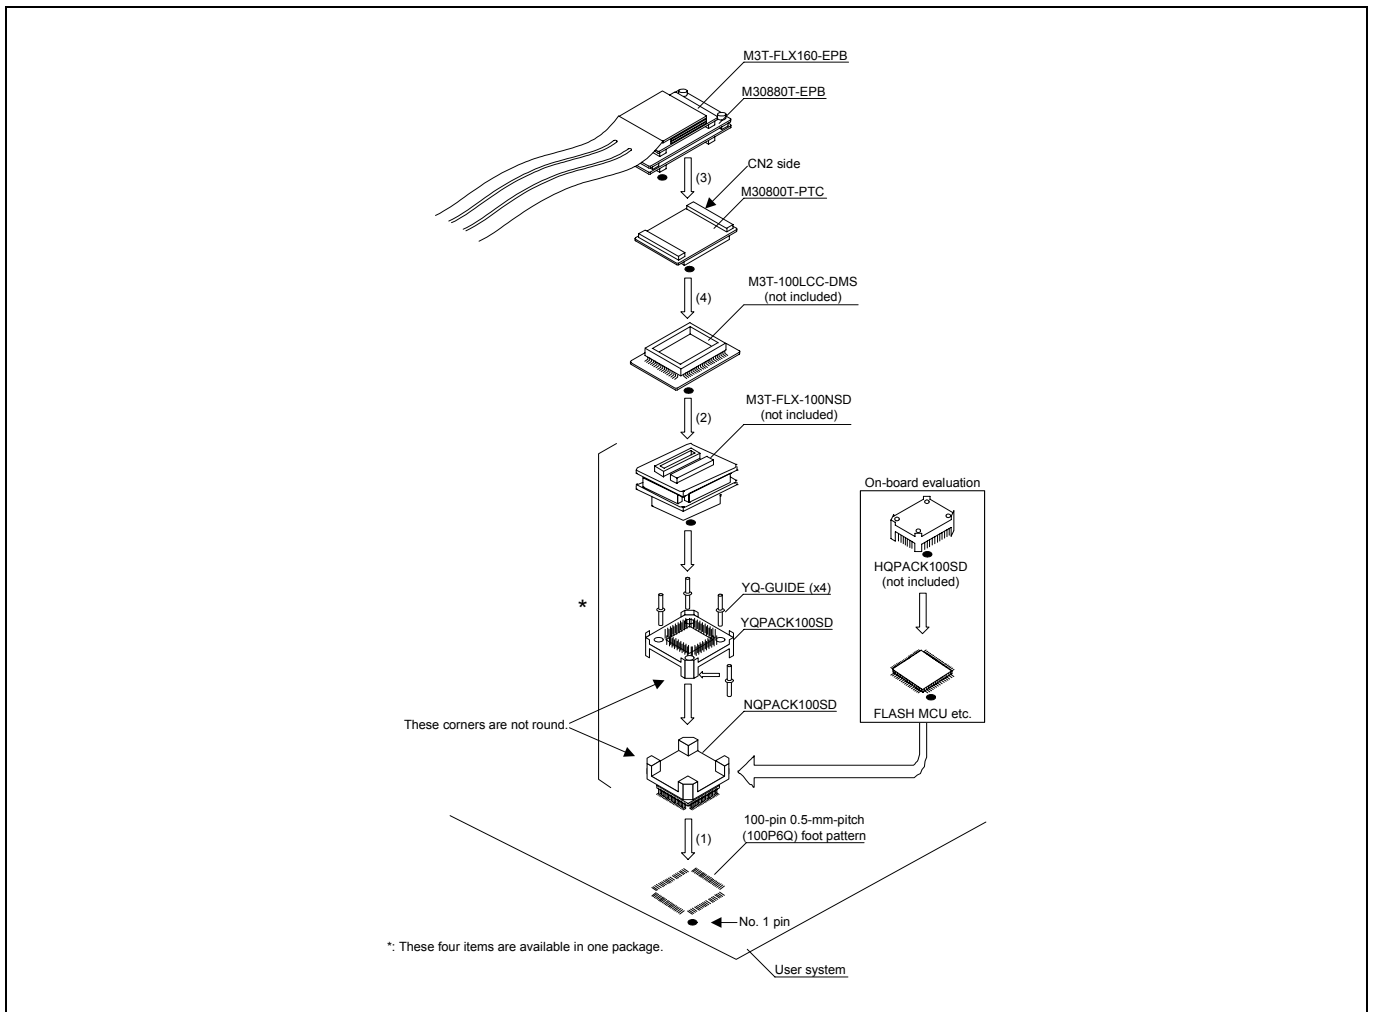 M3T-FLX160-EPB
M30880T-EPB
(3)
CN2 side
M30800T-PTC
(4)
M3T-100LCC-DMS
(not included)
(2)
M3T-FLX-100NSD
(not included)
On-board evaluation
HQPACK100SD
(not included)
FLASH MCU etc.
*
YQ-GUIDE (x4)
YQPACK100SD
NQPACK100SD
These corners are not round.
(1)
100-pin 0.5-mm-pitch
(100P6Q) foot pattern
No. 1 pin
*: These four items are available in one package.
User system